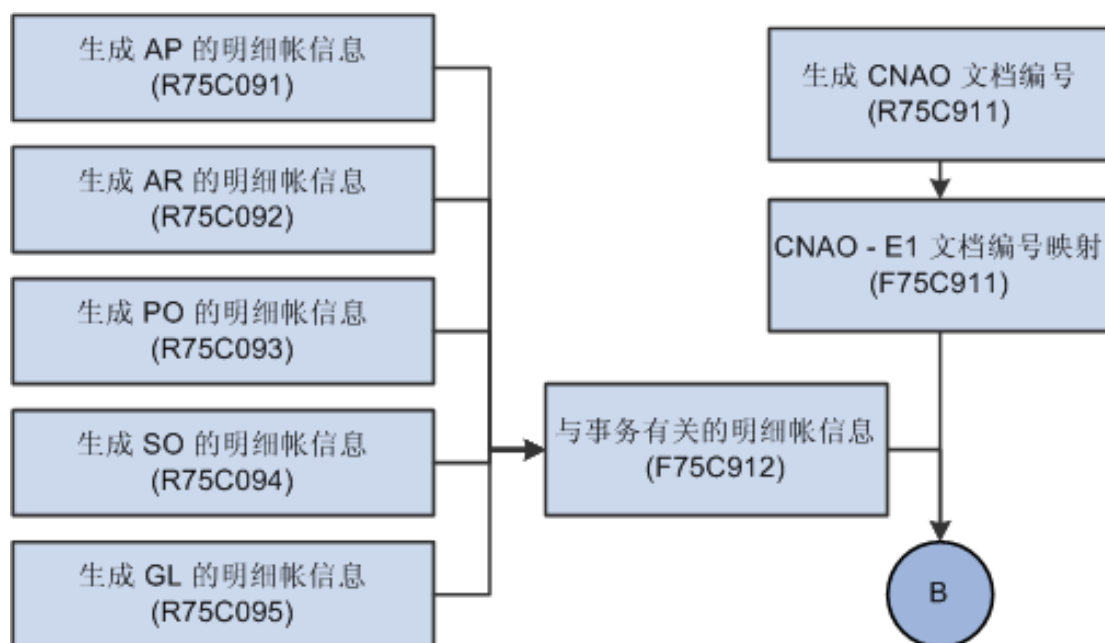 生成 AP 的明细帐信息
(R75C091)
生成 AR 的明细帐信息
(R75C092)
生成 PO 的明细帐信息
(R75C093)
生成 SO 的明细帐信息
(R75C094)
生成 GL 的明细帐信息
(R75C095)
与事务有关的明细帐信息
(F75C912)
生成 CNAO 文档编号
(R75C911)
CNAO - E1 文档编号映射
(F75C911)
B